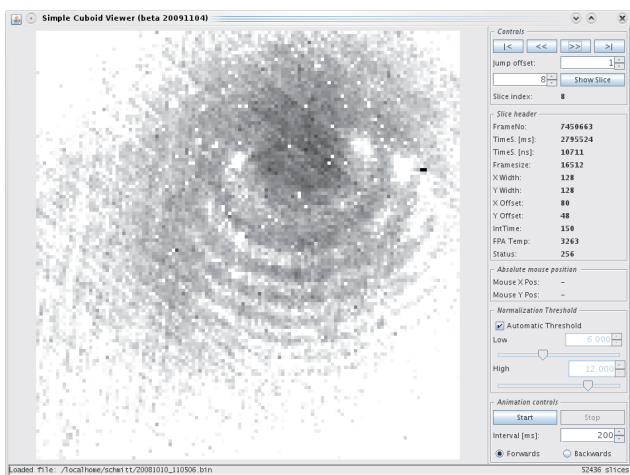 Simple Cuboid Viewer (beta 20091104)
Controls
|< << >> >|
Jump offset: 1
8 Show Slice
Slice index: 8
Slice header
FrameNo: 7450663
TimeS. [ms]: 2795524
TimeS. [ns]: 10711
Framesize: 16512
X Width: 128
Y Width: 128
X Offset: 80
Y Offset: 48
IntTime: 150
FPA Temp: 3263
Status: 256
Absolute mouse position
Mouse X Pos: –
Mouse Y Pos: –
Normalization Threshold
Automatic Threshold
Low 6.000
High 12.000
Animation controls
Start Stop
Interval [ms]: 200
Forwards Backwards
Loaded file: /localhome/schmitt/20081010_110506.bin 52436 slices